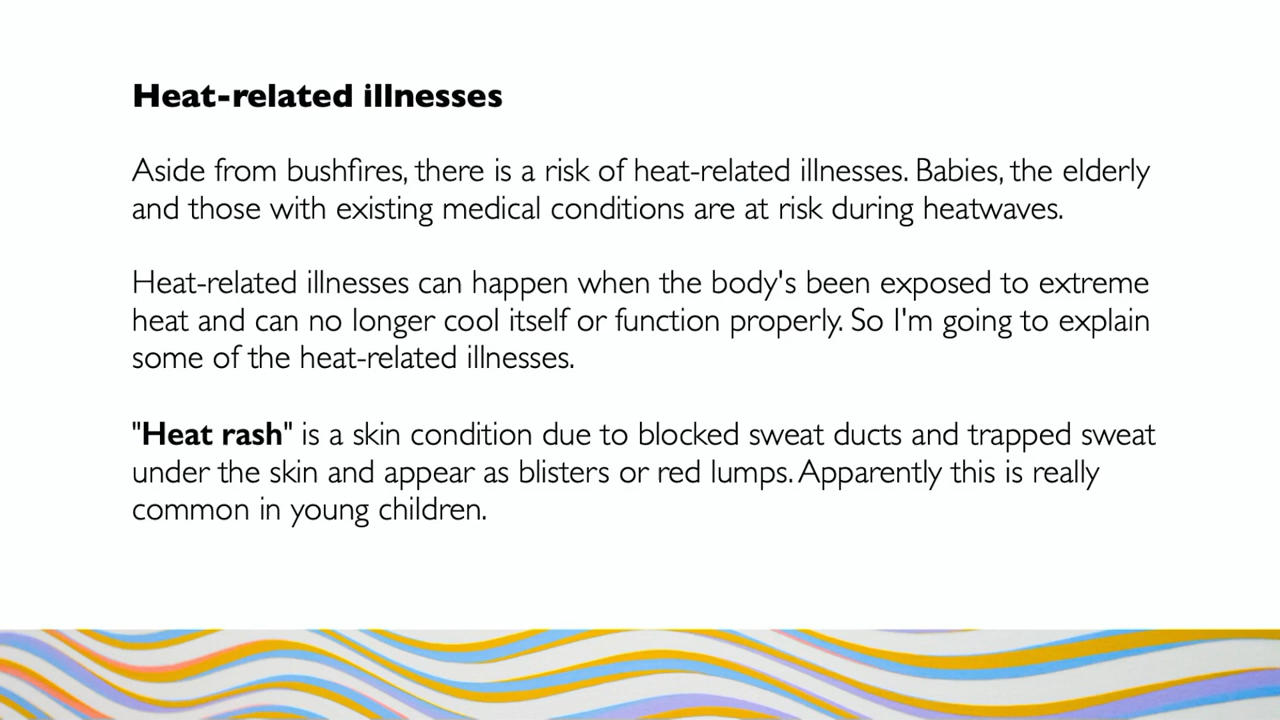 Heat-related illnesses
Aside from bushfires, there is a risk of heat-related illnesses. Babies, the elderly
and those with existing medical conditions are at risk during heatwaves.
Heat-related illnesses can happen when the body's been exposed to extreme
heat and can no longer cool itself or function properly. So I'm going to explain
some of the heat-related illnesses.
"Heat rash" is a skin condition due to blocked sweat ducts and trapped sweat
under the skin and appear as blisters or red lumps. Apparently this is really
common in young children.